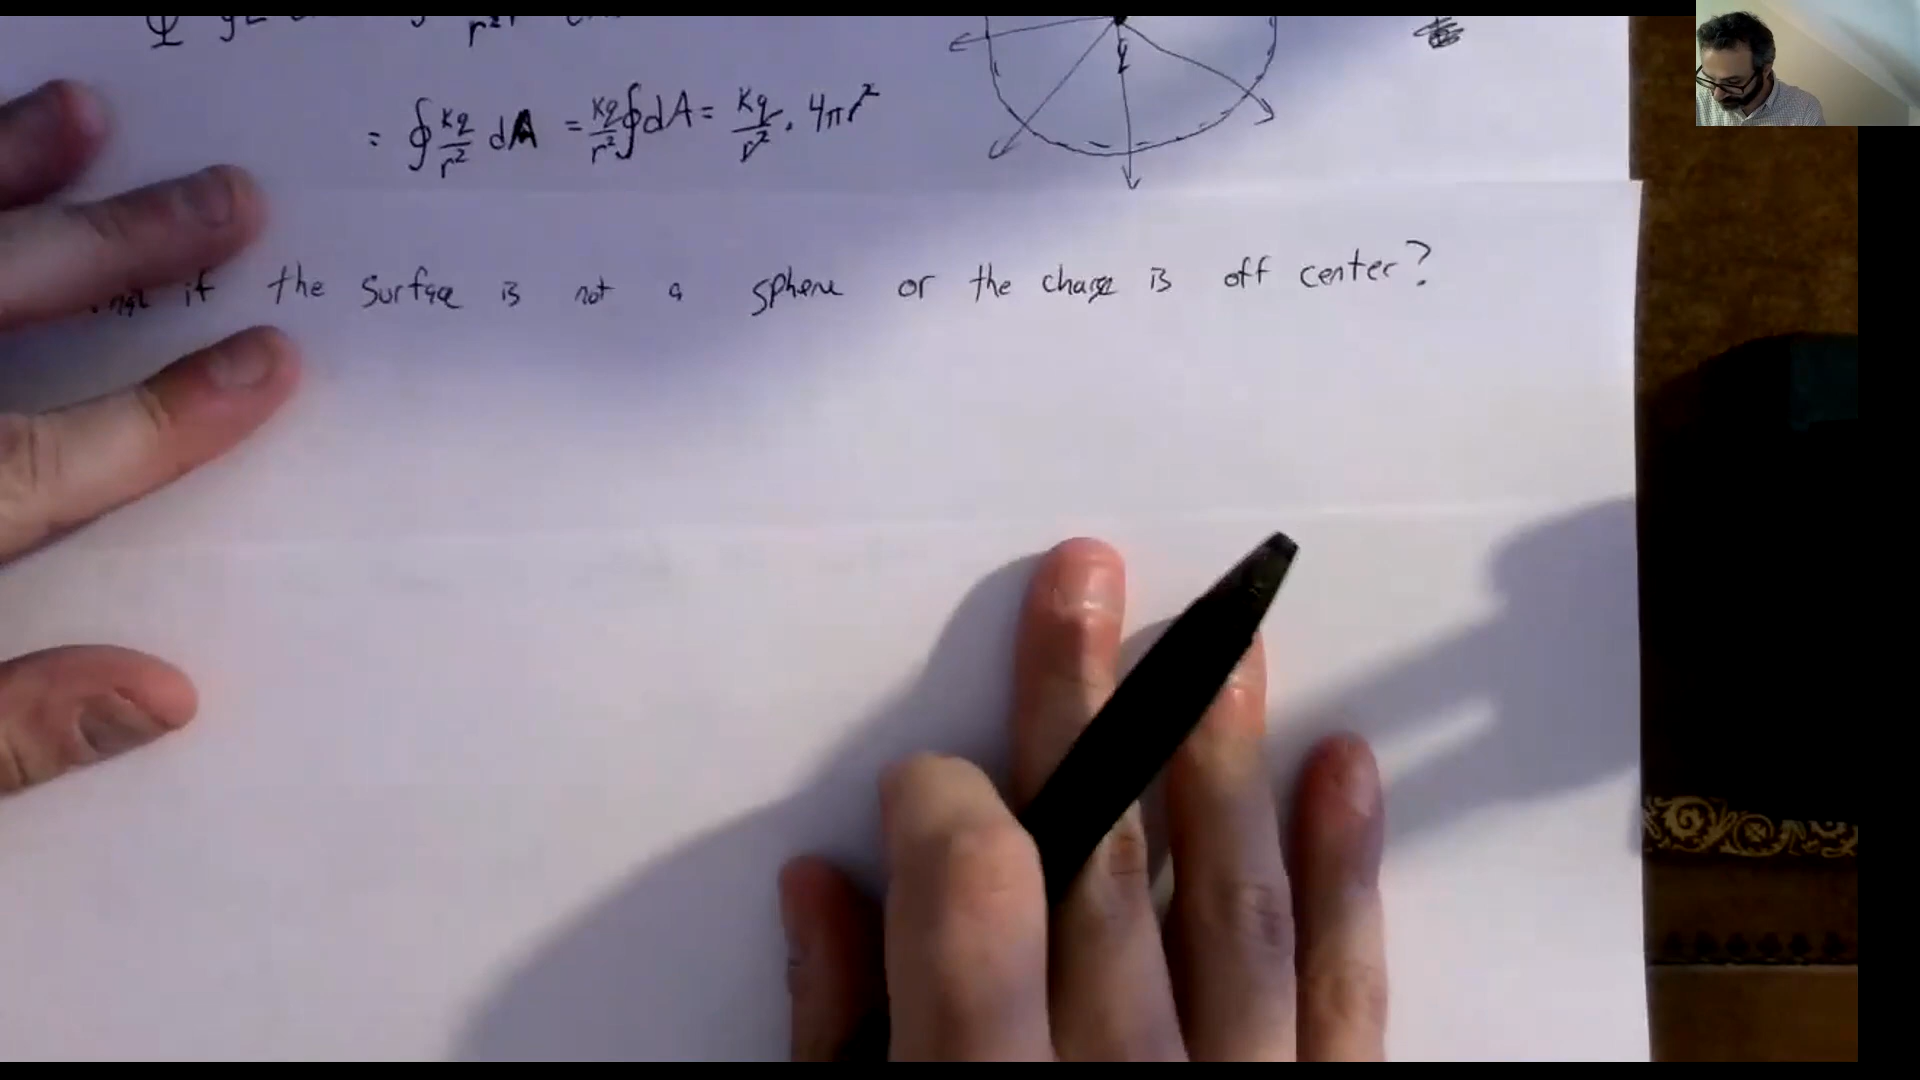 r²
q
= ∮ kq/r² dA = kq/r² ∮ dA = kq/r² · 4πr²
if the surface is not a sphere or the charge is off center?